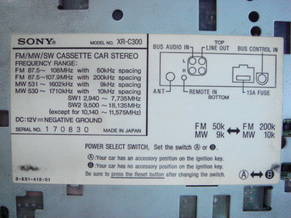 SONY. MODEL NO. XR-C300
FM/MW/SW CASSETTE CAR STEREO
FREQUENCY RANGE:
FM 87.5~108MHz with 50kHz spacing
FM 87.5~107.9MHz with 200kHz spacing
MW 531 ~ 1602kHz with 9kHz spacing
MW 530 ~ 1710kHz with 10kHz spacing
SW1 2,940 ~ 7,735MHz
SW2 9,500 ~ 18,135MHz
(except for 10,140 ~ 11,575MHz)
DC:12V NEGATIVE GROUND
SERIAL NO. 170830 MADE IN JAPAN
BUS AUDIO IN TOP LINE OUT BUS CONTROL IN
L
R
ANT REMOTE IN BOTTOM 15A FUSE
FM 50k FM 200k
MW 9k MW 10k
POWER SELECT SWITCH, Set the switch Ⓐ or Ⓑ.
Ⓐ:Your car has an accessory position on the ignition key.
Ⓑ:Your car has no accessory position on the ignition key.
Be sure to press the Reset button after changing the switch.
Ⓐ Ⓑ